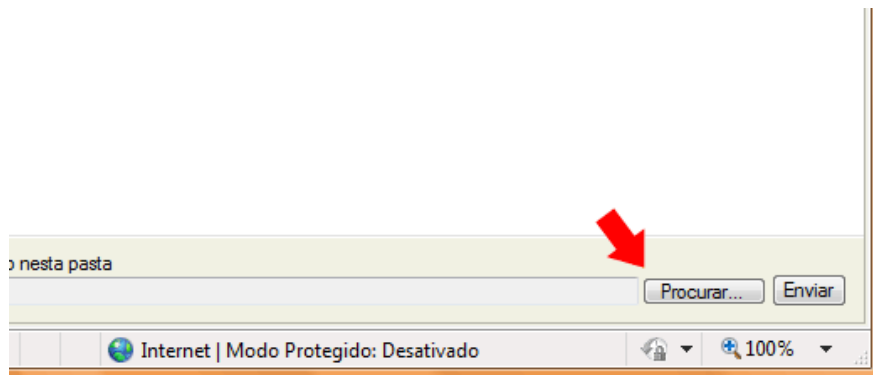 o nesta pasta
Procurar... Enviar
Internet | Modo Protegido: Desativado 100%